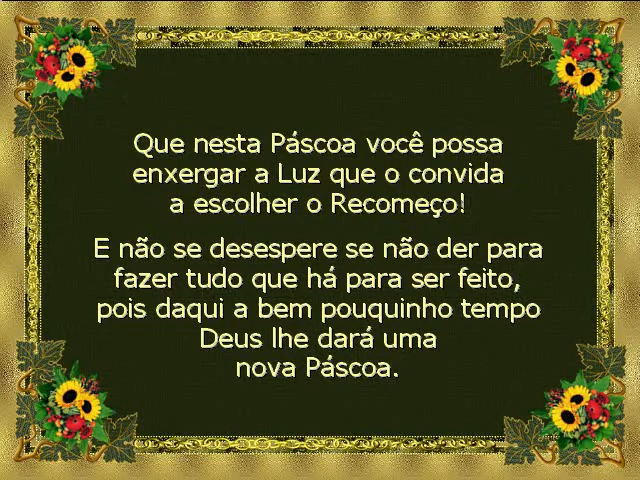 Que nesta Páscoa você possa
enxergar a Luz que o convida
a escolher o Recomeço!
E não se desespere se não der para
fazer tudo que há para ser feito,
pois daqui a bem pouquinho tempo
Deus lhe dará uma
nova Páscoa.